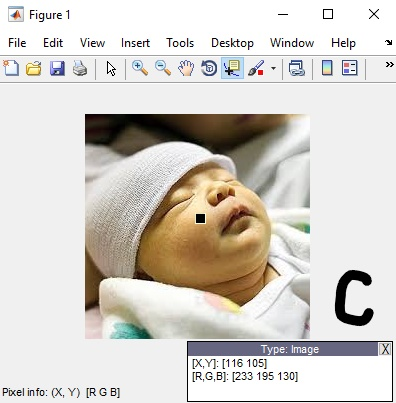 Figure 1
File Edit View Insert Tools Desktop Window Help
C
Type: Image X
[X,Y]: [116 105]
[R,G,B]: [233 195 130]
Pixel info: (X, Y) [R G B]